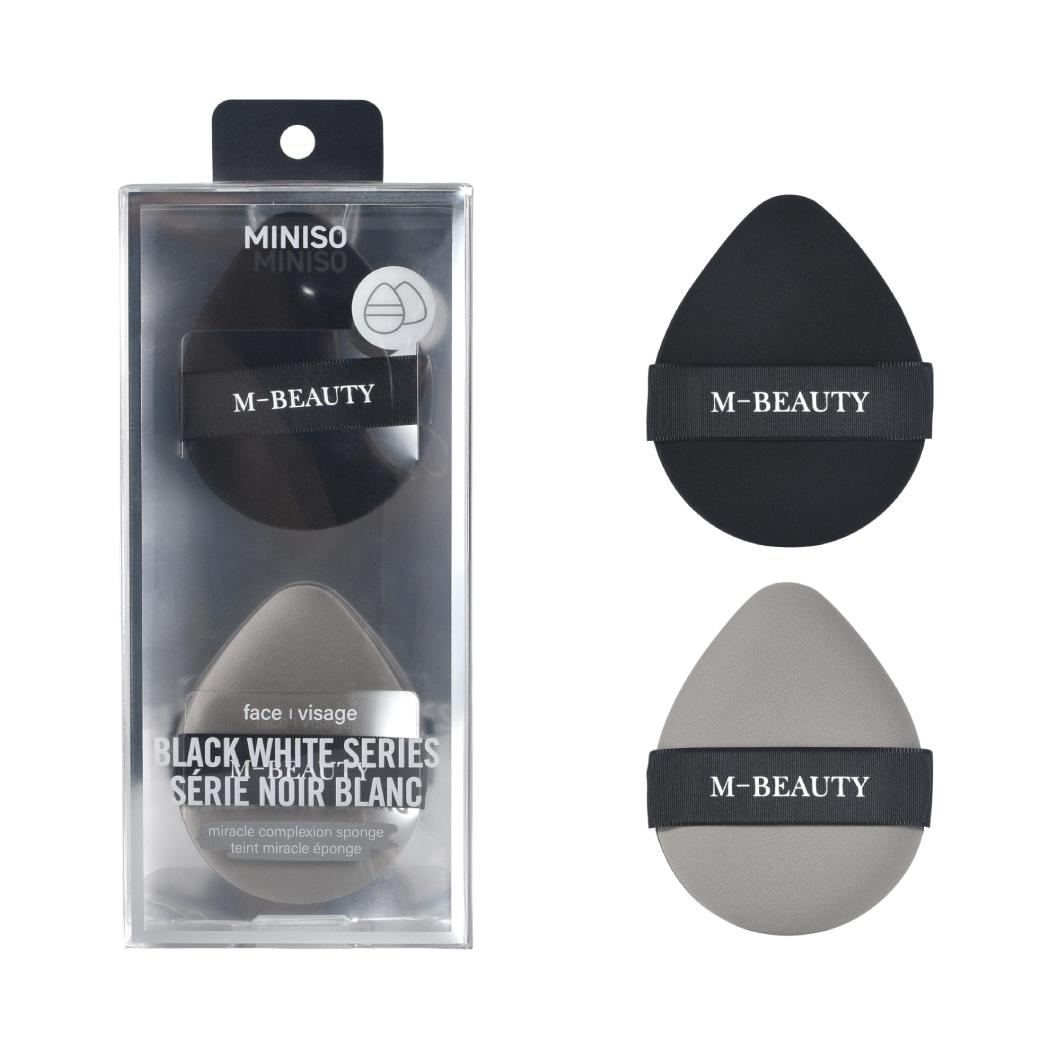 MINISO
M-BEAUTY
face | visage
BLACK WHITE SERIES
M-BEAUTY
SÉRIE NOIR BLANC
miracle complexion sponge
teint miracle éponge
M-BEAUTY
M-BEAUTY